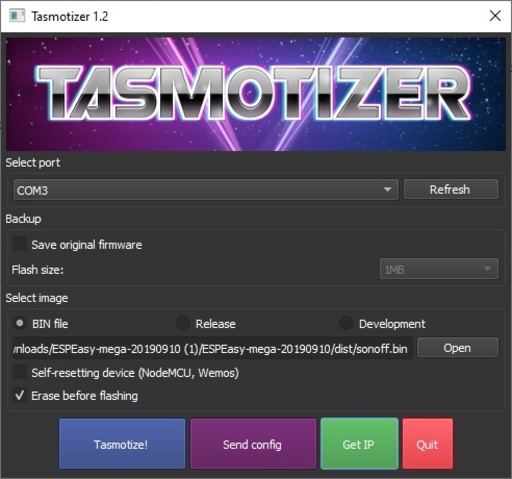 Tasmotizer 1.2
TASMOTIZER
Select port
COM3
Refresh
Backup
Save original firmware
Flash size:
1MB
Select image
BIN file
Release
Development
nloads/ESPEasy-mega-20190910 (1)/ESPEasy-mega-20190910/dist/sonoff.bin
Open
Self-resetting device (NodeMCU, Wemos)
Erase before flashing
Tasmotize!
Send config
Get IP
Quit